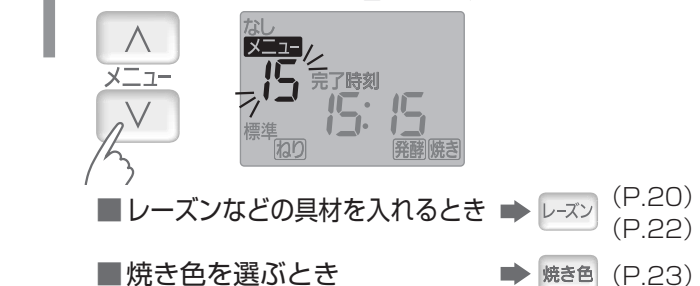 なし
メニュー
メニュー
15 完了時刻
15:15
標準
ねり 発酵 焼き
■レーズンなどの具材を入れるとき ➡ レーズン (P.20)
(P.22)
■焼き色を選ぶとき ➡ 焼き色 (P.23)